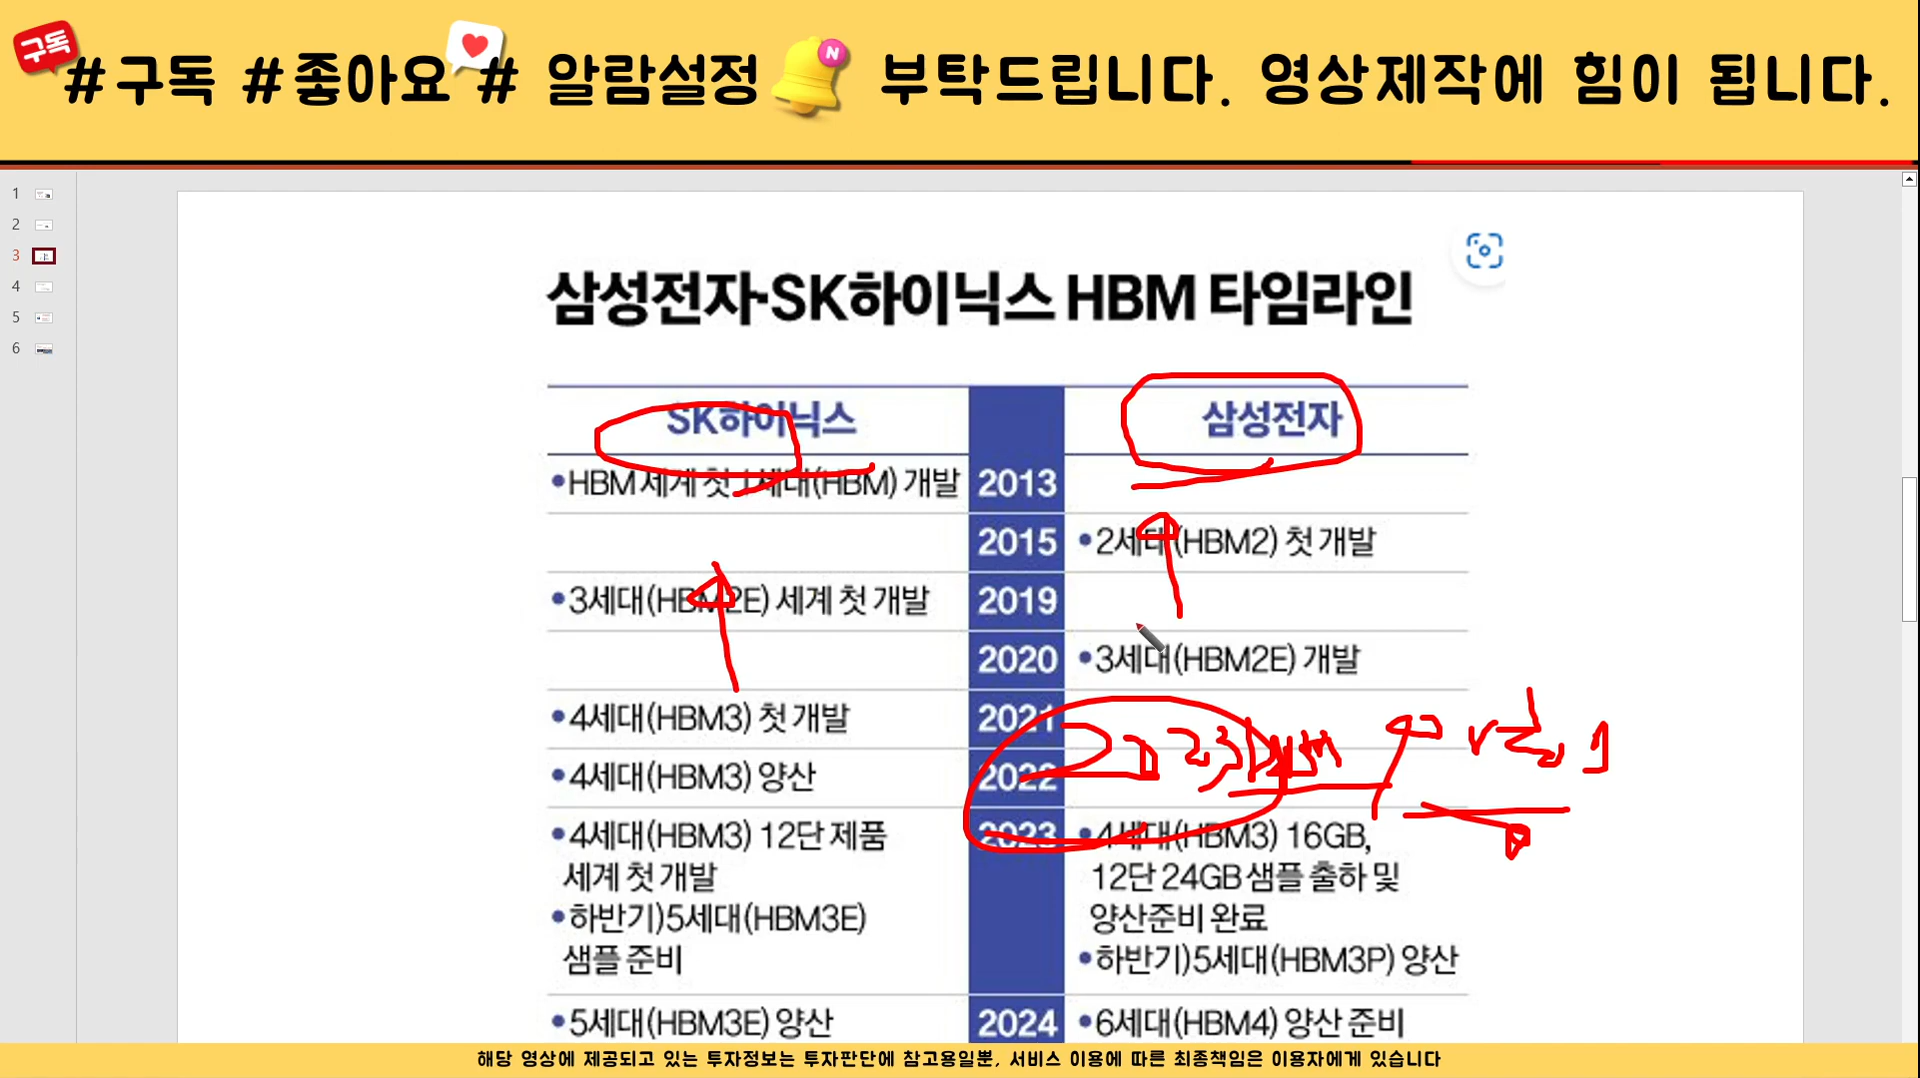 구독
#구독 #좋아요 # 알람설정 N 부탁드립니다. 영상제작에 힘이 됩니다.
1
2
3
4
5
6
삼성전자·SK하이닉스 HBM 타임라인
SK하이닉스 삼성전자
•HBM 세계 첫 1세대(HBM) 개발 2013
2015 •2세대(HBM2) 첫 개발
•3세대(HBM2E) 세계 첫 개발 2019
2020 •3세대(HBM2E) 개발
•4세대(HBM3) 첫 개발 2021
•4세대(HBM3) 양산 2022
•4세대(HBM3) 12단 제품 2023 •4세대(HBM3) 16GB,
세계 첫 개발 12단 24GB 샘플 출하 및
•하반기)5세대(HBM3E) 양산준비 완료
샘플 준비 •하반기)5세대(HBM3P) 양산
•5세대(HBM3E) 양산 2024 •6세대(HBM4) 양산 준비
해당 영상에 제공되고 있는 투자정보는 투자판단에 참고용일뿐, 서비스 이용에 따른 최종책임은 이용자에게 있습니다